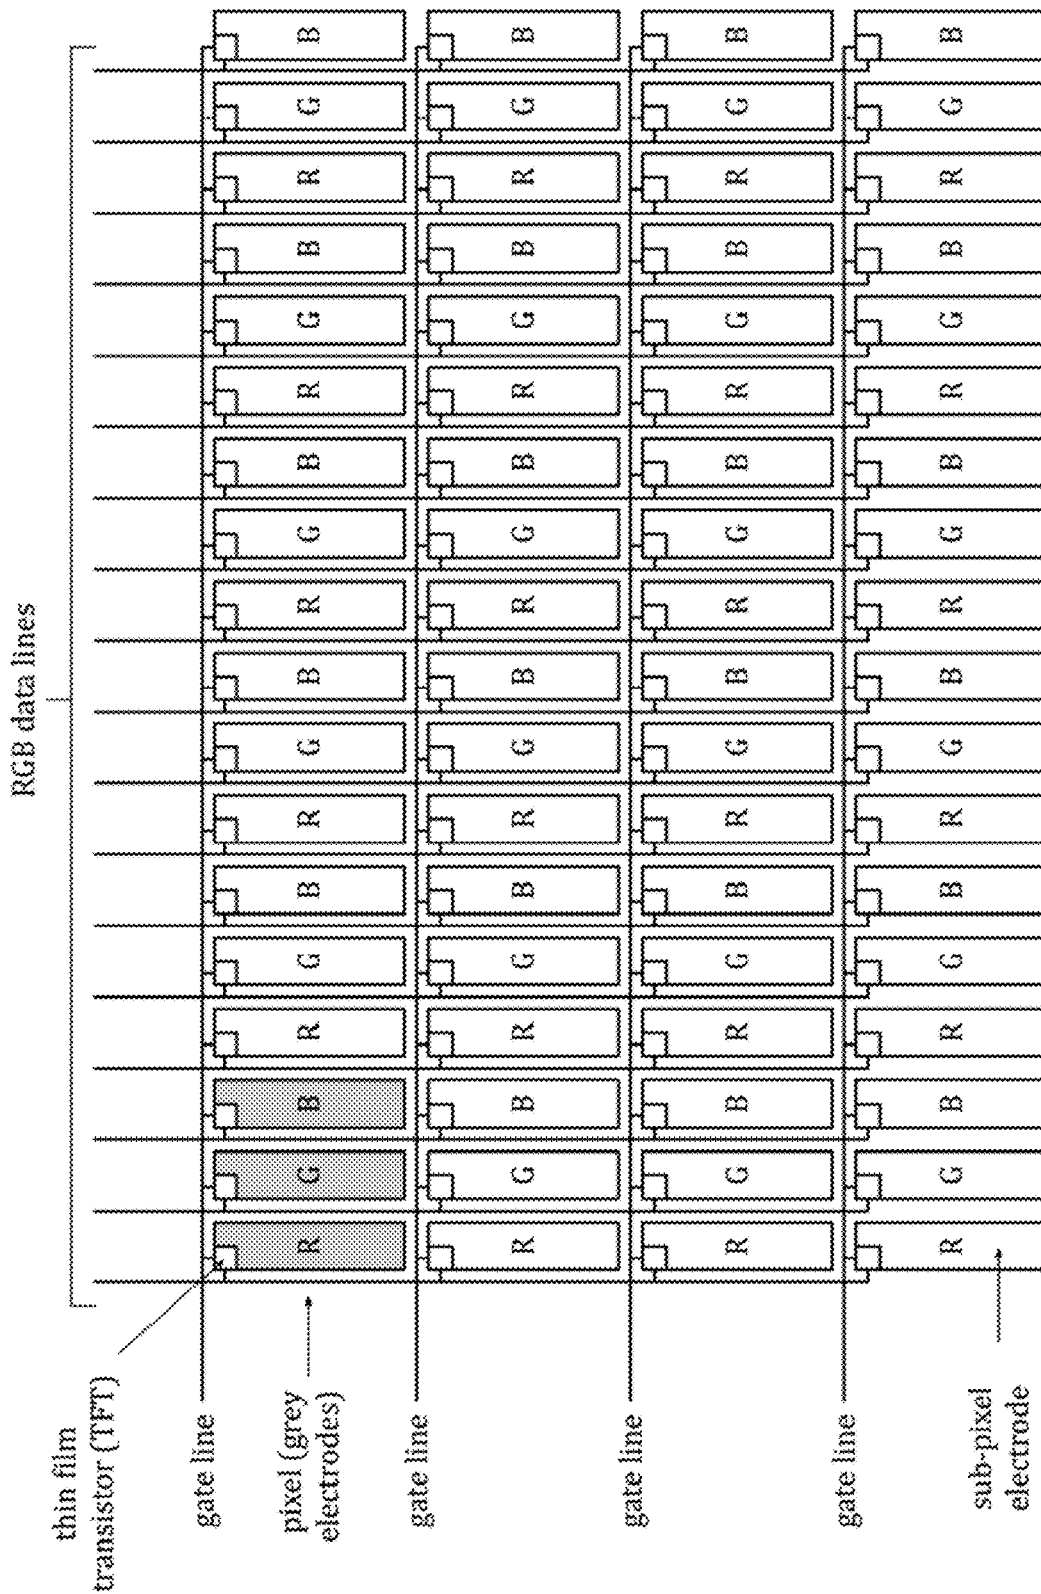 RGB data lines
thin film
transistor (TFT)
gate line
pixel (grey
electrodes)
R G B R G B R G B R G B R G B R G B
gate line
R G B R G B R G B R G B R G B R G B
gate line
R G B R G B R G B R G B R G B R G B
gate line
R G B R G B R G B R G B R G B R G B
sub-pixel
electrode